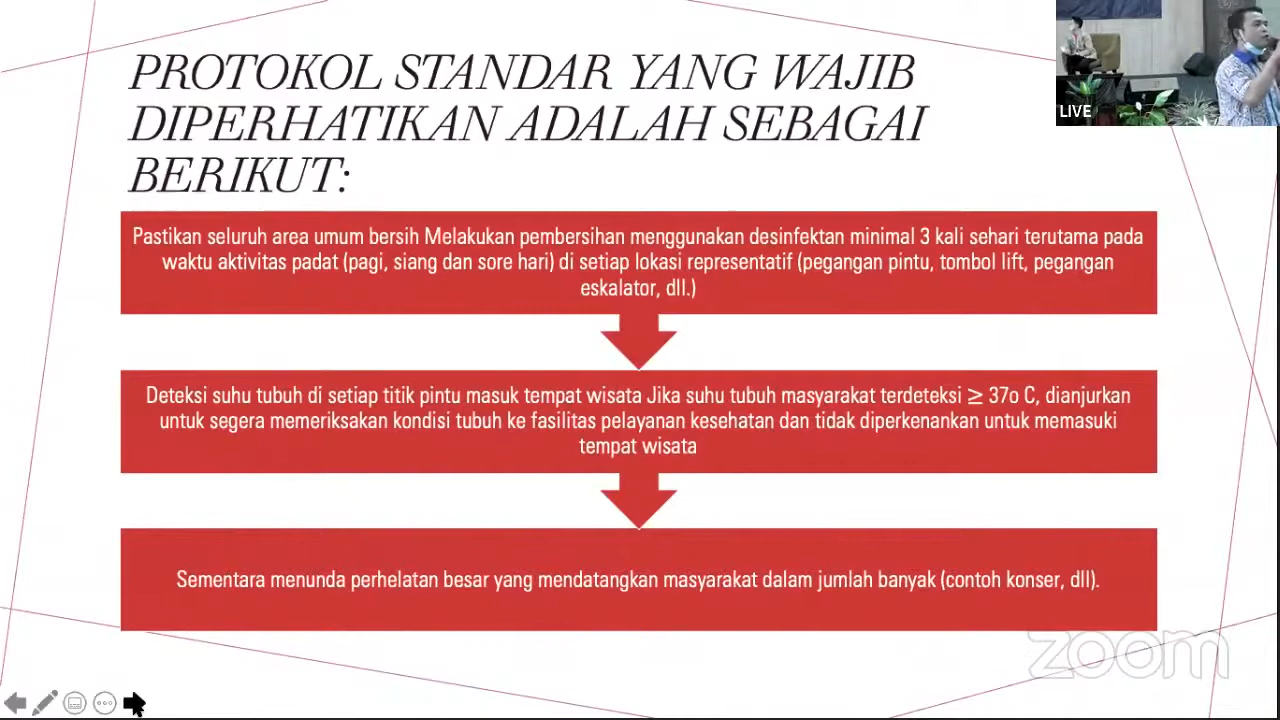 PROTOKOL STANDAR YANG WAJIB
DIPERHATIKAN ADALAH SEBAGAI
BERIKUT:
LIVE
Pastikan seluruh area umum bersih Melakukan pembersihan menggunakan desinfektan minimal 3 kali sehari terutama pada
waktu aktivitas padat (pagi, siang dan sore hari) di setiap lokasi representatif (pegangan pintu, tombol lift, pegangan
eskalator, dll.)
Deteksi suhu tubuh di setiap titik pintu masuk tempat wisata Jika suhu tubuh masyarakat terdeteksi ≥ 37o C, dianjurkan
untuk segera memeriksakan kondisi tubuh ke fasilitas pelayanan kesehatan dan tidak diperkenankan untuk memasuki
tempat wisata
Sementara menunda perhelatan besar yang mendatangkan masyarakat dalam jumlah banyak (contoh konser, dll).
zoom